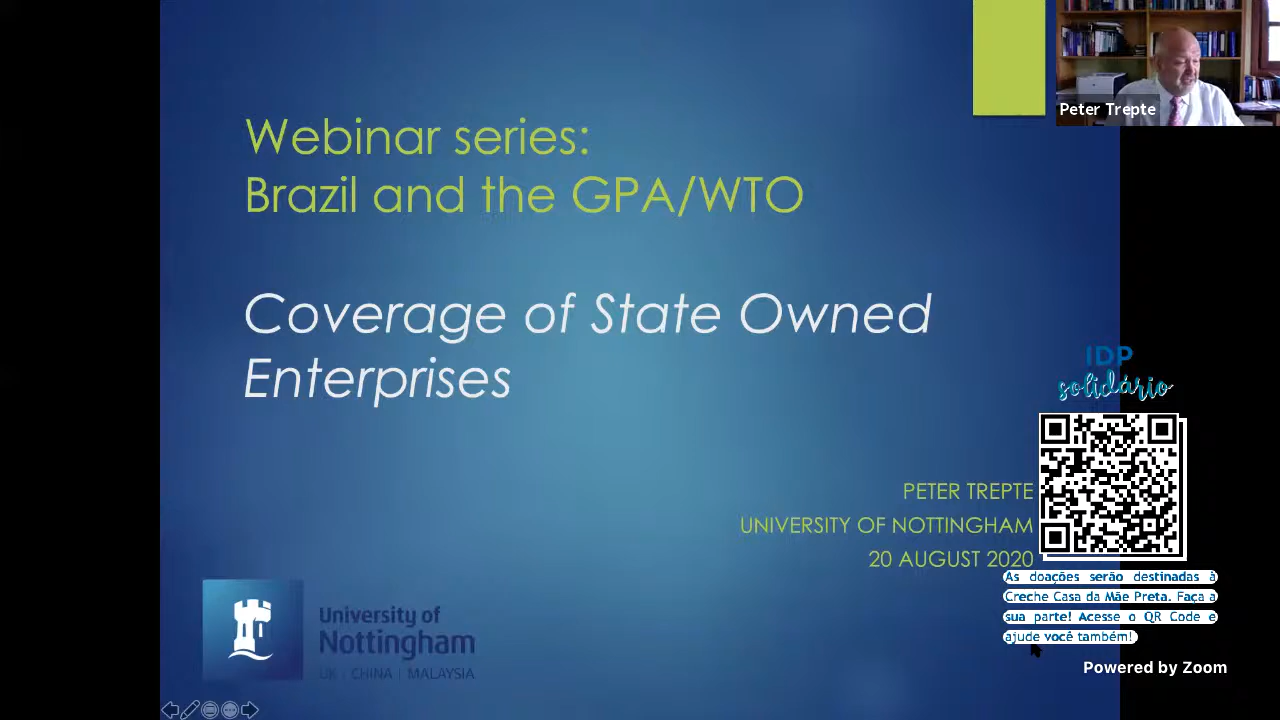 Peter Trepte
Webinar series:
Brazil and the GPA/WTO
Coverage of State Owned
Enterprises
IDP
solidário
PETER TREPTE
UNIVERSITY OF NOTTINGHAM
20 AUGUST 2020
As doações serão destinadas à
Creche Casa da Mãe Preta. Faça a
sua parte! Acesse o QR Code e
ajude você também!
University of
Nottingham
UK | CHINA | MALAYSIA
Powered by Zoom